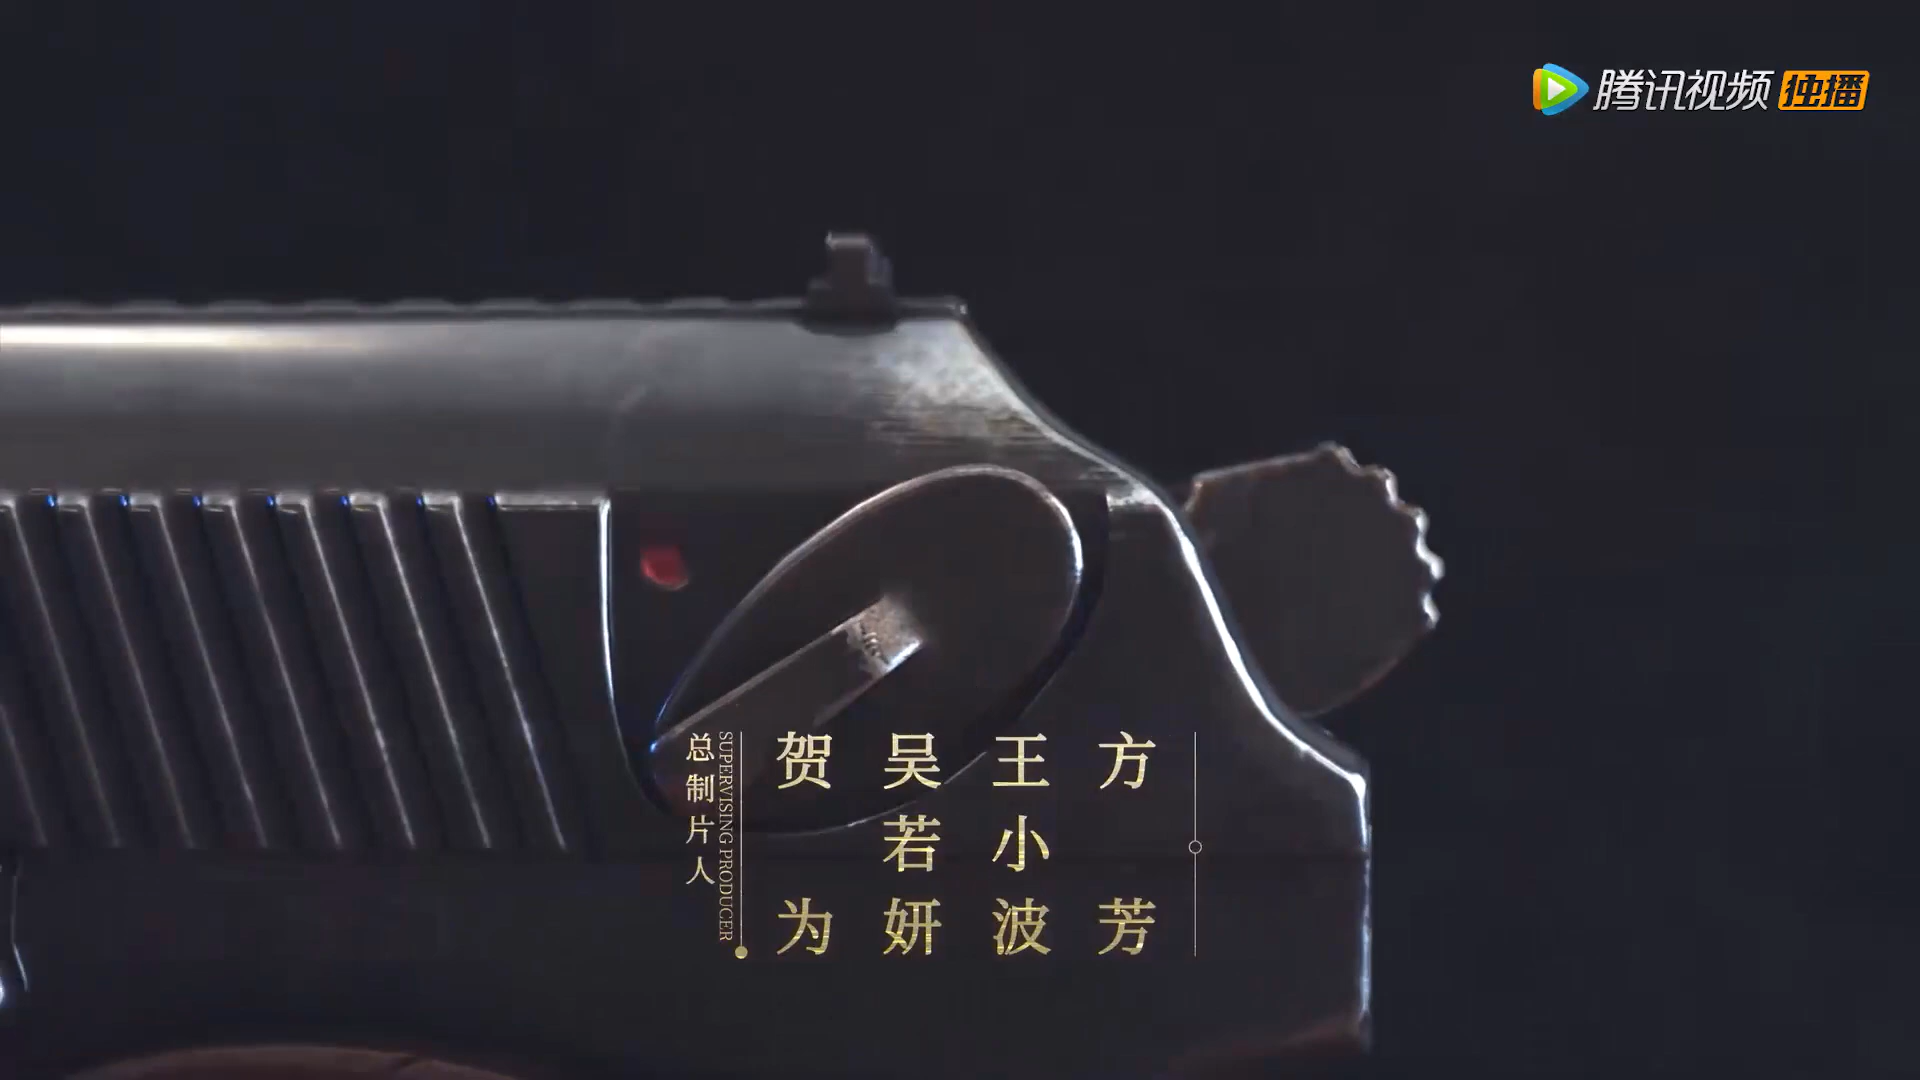 腾讯视频 独播
总制片人
SUPERVISING PRODUCER
贺为
吴若妍
王小波
方芳